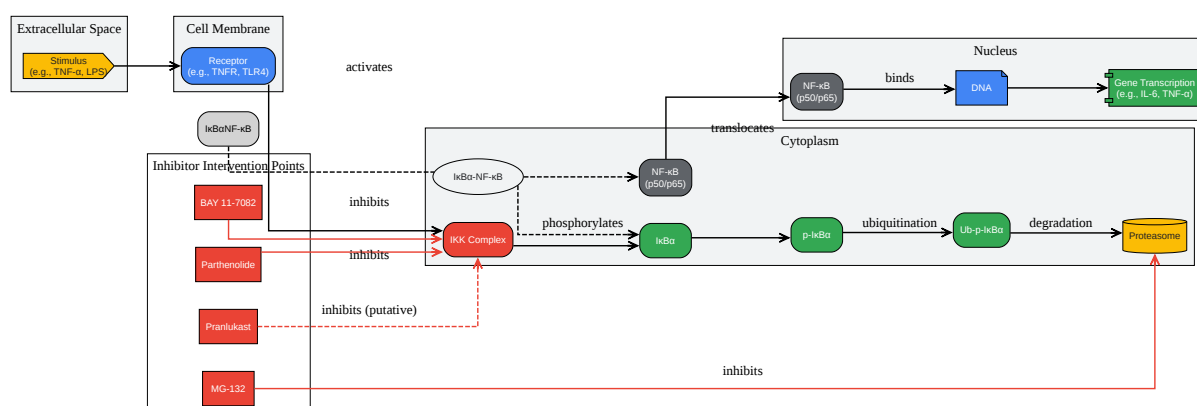 Extracellular Space
Stimulus
(e.g., TNF-α, LPS)
Cell Membrane
Receptor
(e.g., TNFR, TLR4)
activates
Nucleus
NF-κB
(p50/p65)
binds
DNA
Gene Transcription
(e.g., IL-6, TNF-α)
IκBαNF-κB
translocates
Cytoplasm
Inhibitor Intervention Points
IκBα-NF-κB
NF-κB
(p50/p65)
BAY 11-7082
inhibits
IKK Complex
phosphorylates
IκBα
p-IκBα
ubiquitination
Ub-p-IκBα
degradation
Proteasome
Parthenolide
inhibits
Pranlukast
inhibits (putative)
MG-132
inhibits